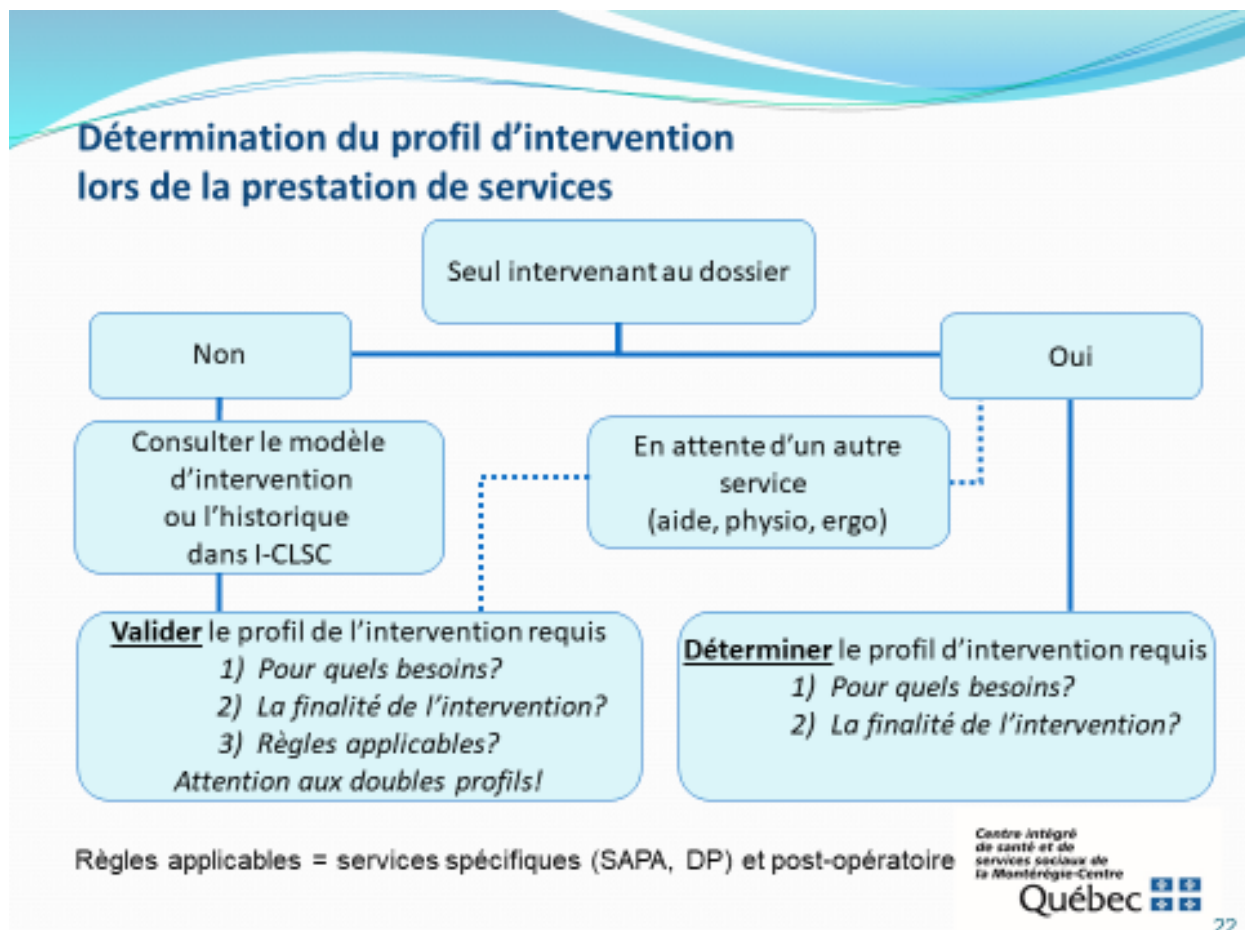 Détermination du profil d'intervention
lors de la prestation de services
Seul intervenant au dossier
Non
Oui
Consulter le modèle
d'intervention
ou l'historique
dans I-CLSC
En attente d'un autre
service
(aide, physio, ergo)
Valider le profil de l'intervention requis
1) Pour quels besoins?
2) La finalité de l'intervention?
3) Règles applicables?
Attention aux doubles profils!
Déterminer le profil d'intervention requis
1) Pour quels besoins?
2) La finalité de l'intervention?
Règles applicables = services spécifiques (SAPA, DP) et post-opératoire
Centre intégré
de santé et de
services sociaux de
la Montérégie-Centre
Québec
22